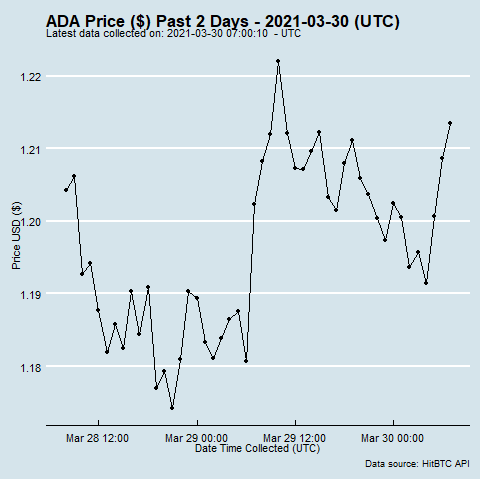 ADA Price ($) Past 2 Days - 2021-03-30 (UTC)
Latest data collected on: 2021-03-30 07:00:10  - UTC
1.22
1.21
1.20
1.19
1.18
Price USD ($)
Mar 28 12:00 Mar 29 00:00 Mar 29 12:00 Mar 30 00:00
Date Time Collected (UTC)
Data source: HitBTC API